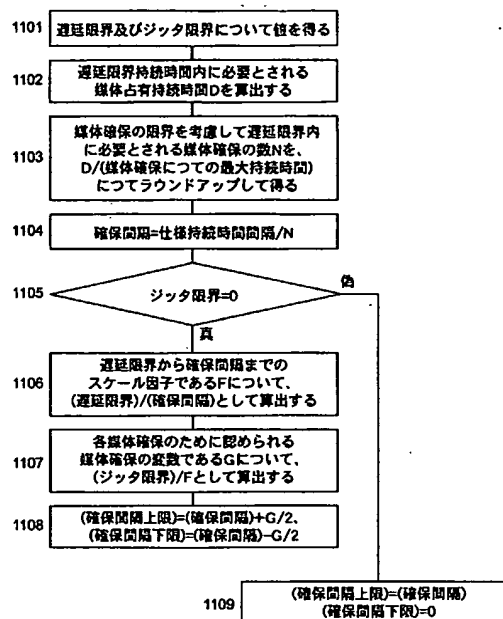 1101
遅延限界及びジッタ限界について値を得る
1102
遅延限界持続時間内に必要とされる
媒体占有持続時間Dを算出する
1103
媒体確保の限界を考慮して遅延限界内
に必要とされる媒体確保の数Nを、
D/(媒体確保につての最大持続時間)
につてラウンドアップして得る
1104
確保間隔=仕様持続時間間隔/N
1105
ジッタ限界=0
偽
真
1106
遅延限界から確保間隔までの
スケール因子であるFについて、
(遅延限界)/(確保間隔)として算出する
1107
各媒体確保のために認められる
媒体確保の変数であるGについて、
(ジッタ限界)/Fとして算出する
1108
(確保間隔上限)=(確保間隔)+G/2、
(確保間隔下限)=(確保間隔)-G/2
1109
(確保間隔上限)=(確保間隔)
(確保間隔下限)=0